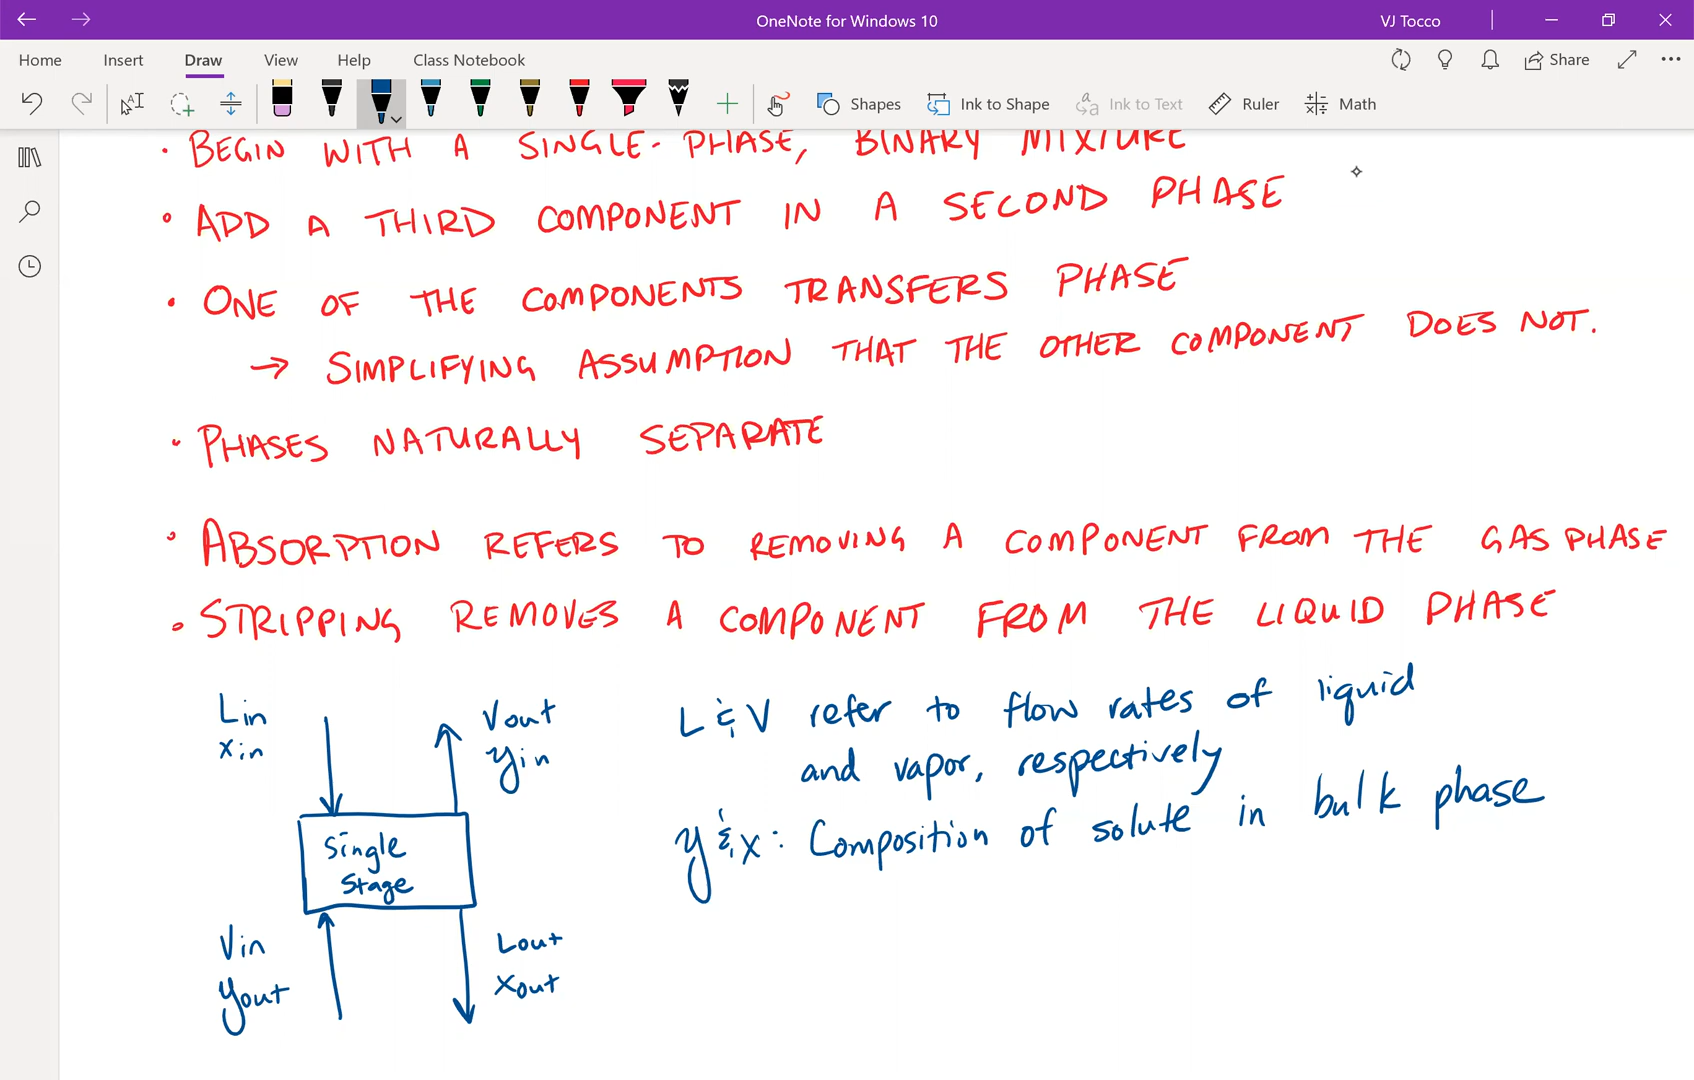 OneNote for Windows 10
VJ Tocco
Home Insert Draw View Help Class Notebook
Share
Shapes Ink to Shape Ink to Text Ruler Math
• BEGIN WITH A SINGLE-PHASE, BINARY MIXTURE
• ADD A THIRD COMPONENT IN A SECOND PHASE
• ONE OF THE COMPONENTS TRANSFERS PHASE
→ SIMPLIFYING ASSUMPTION THAT THE OTHER COMPONENT DOES NOT.
• PHASES NATURALLY SEPARATE
• ABSORPTION REFERS TO REMOVING A COMPONENT FROM THE GAS PHASE
• STRIPPING REMOVES A COMPONENT FROM THE LIQUID PHASE
Lin
xin
Vout
yin
Single
Stage
Vin
yout
Lout
xout
L & V refer to flow rates of liquid
and vapor, respectively
y & x: Composition of solute in bulk phase